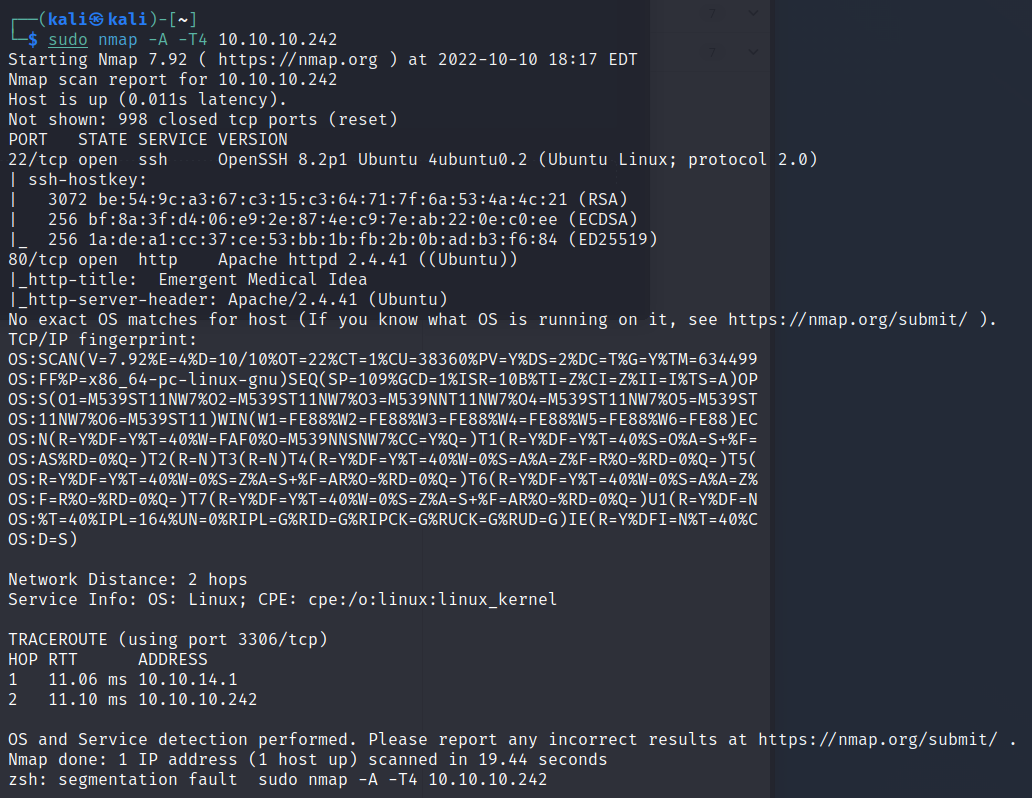 ┌──(kali㉿kali)-[~]
└─$ sudo nmap -A -T4 10.10.10.242
Starting Nmap 7.92 ( https://nmap.org ) at 2022-10-10 18:17 EDT
Nmap scan report for 10.10.10.242
Host is up (0.011s latency).
Not shown: 998 closed tcp ports (reset)
PORT   STATE SERVICE VERSION
22/tcp open  ssh     OpenSSH 8.2p1 Ubuntu 4ubuntu0.2 (Ubuntu Linux; protocol 2.0)
| ssh-hostkey:
|   3072 be:54:9c:a3:67:c3:15:c3:64:71:7f:6a:53:4a:4c:21 (RSA)
|   256 bf:8a:3f:d4:06:e9:2e:87:4e:c9:7e:ab:22:0e:c0:ee (ECDSA)
|_  256 1a:de:a1:cc:37:ce:53:bb:1b:fb:2b:0b:ad:b3:f6:84 (ED25519)
80/tcp open  http    Apache httpd 2.4.41 ((Ubuntu))
|_http-title:  Emergent Medical Idea
|_http-server-header: Apache/2.4.41 (Ubuntu)
No exact OS matches for host (If you know what OS is running on it, see https://nmap.org/submit/ ).
TCP/IP fingerprint:
OS:SCAN(V=7.92%E=4%D=10/10%OT=22%CT=1%CU=38360%PV=Y%DS=2%DC=T%G=Y%TM=634499
OS:FF%P=x86_64-pc-linux-gnu)SEQ(SP=109%GCD=1%ISR=10B%TI=Z%CI=Z%II=I%TS=A)OP
OS:S(O1=M539ST11NW7%O2=M539ST11NW7%O3=M539NNT11NW7%O4=M539ST11NW7%O5=M539ST
OS:11NW7%O6=M539ST11)WIN(W1=FE88%W2=FE88%W3=FE88%W4=FE88%W5=FE88%W6=FE88)EC
OS:N(R=Y%DF=Y%T=40%W=FAF0%O=M539NNSNW7%CC=Y%Q=)T1(R=Y%DF=Y%T=40%S=O%A=S+%F=
OS:AS%RD=0%Q=)T2(R=N)T3(R=N)T4(R=Y%DF=Y%T=40%W=0%S=A%A=Z%F=R%O=%RD=0%Q=)T5(
OS:R=Y%DF=Y%T=40%W=0%S=Z%A=S+%F=AR%O=%RD=0%Q=)T6(R=Y%DF=Y%T=40%W=0%S=A%A=Z%
OS:F=R%O=%RD=0%Q=)T7(R=Y%DF=Y%T=40%W=0%S=Z%A=S+%F=AR%O=%RD=0%Q=)U1(R=Y%DF=N
OS:%T=40%IPL=164%UN=0%RIPL=G%RID=G%RIPCK=G%RUCK=G%RUD=G)IE(R=Y%DFI=N%T=40%C
OS:D=S)

Network Distance: 2 hops
Service Info: OS: Linux; CPE: cpe:/o:linux:linux_kernel

TRACEROUTE (using port 3306/tcp)
HOP RTT      ADDRESS
1   11.06 ms 10.10.14.1
2   11.10 ms 10.10.10.242

OS and Service detection performed. Please report any incorrect results at https://nmap.org/submit/ .
Nmap done: 1 IP address (1 host up) scanned in 19.44 seconds
zsh: segmentation fault  sudo nmap -A -T4 10.10.10.242